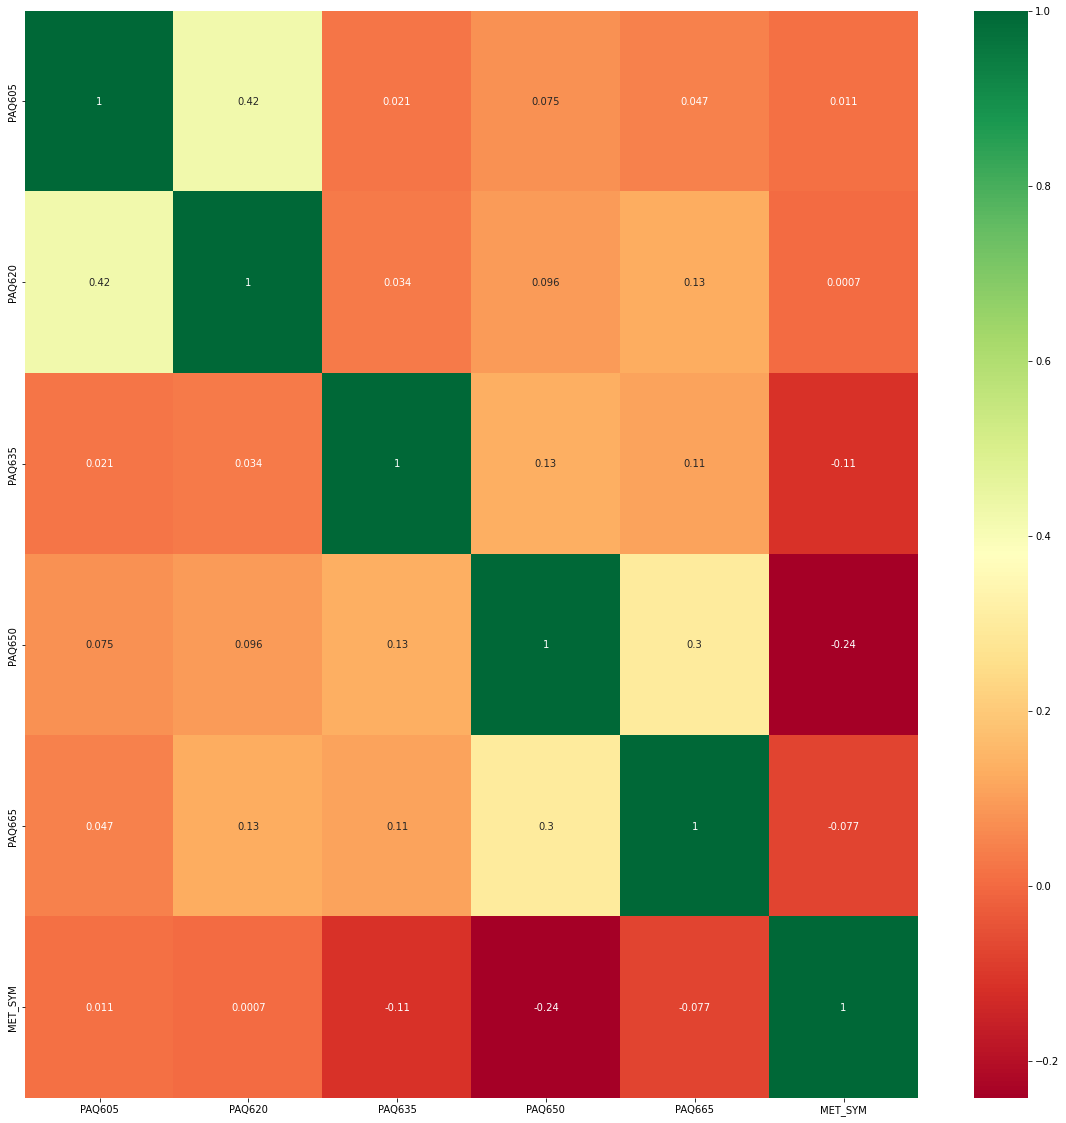 PAQ605 1 0.42 0.021 0.075 0.047 0.011
PAQ620 0.42 1 0.034 0.096 0.13 0.0007
PAQ635 0.021 0.034 1 0.13 0.11 -0.11
PAQ650 0.075 0.096 0.13 1 0.3 -0.24
PAQ665 0.047 0.13 0.11 0.3 1 -0.077
MET_SYM 0.011 0.0007 -0.11 -0.24 -0.077 1
PAQ605 PAQ620 PAQ635 PAQ650 PAQ665 MET_SYM
1.0
0.8
0.6
0.4
0.2
0.0
−0.2